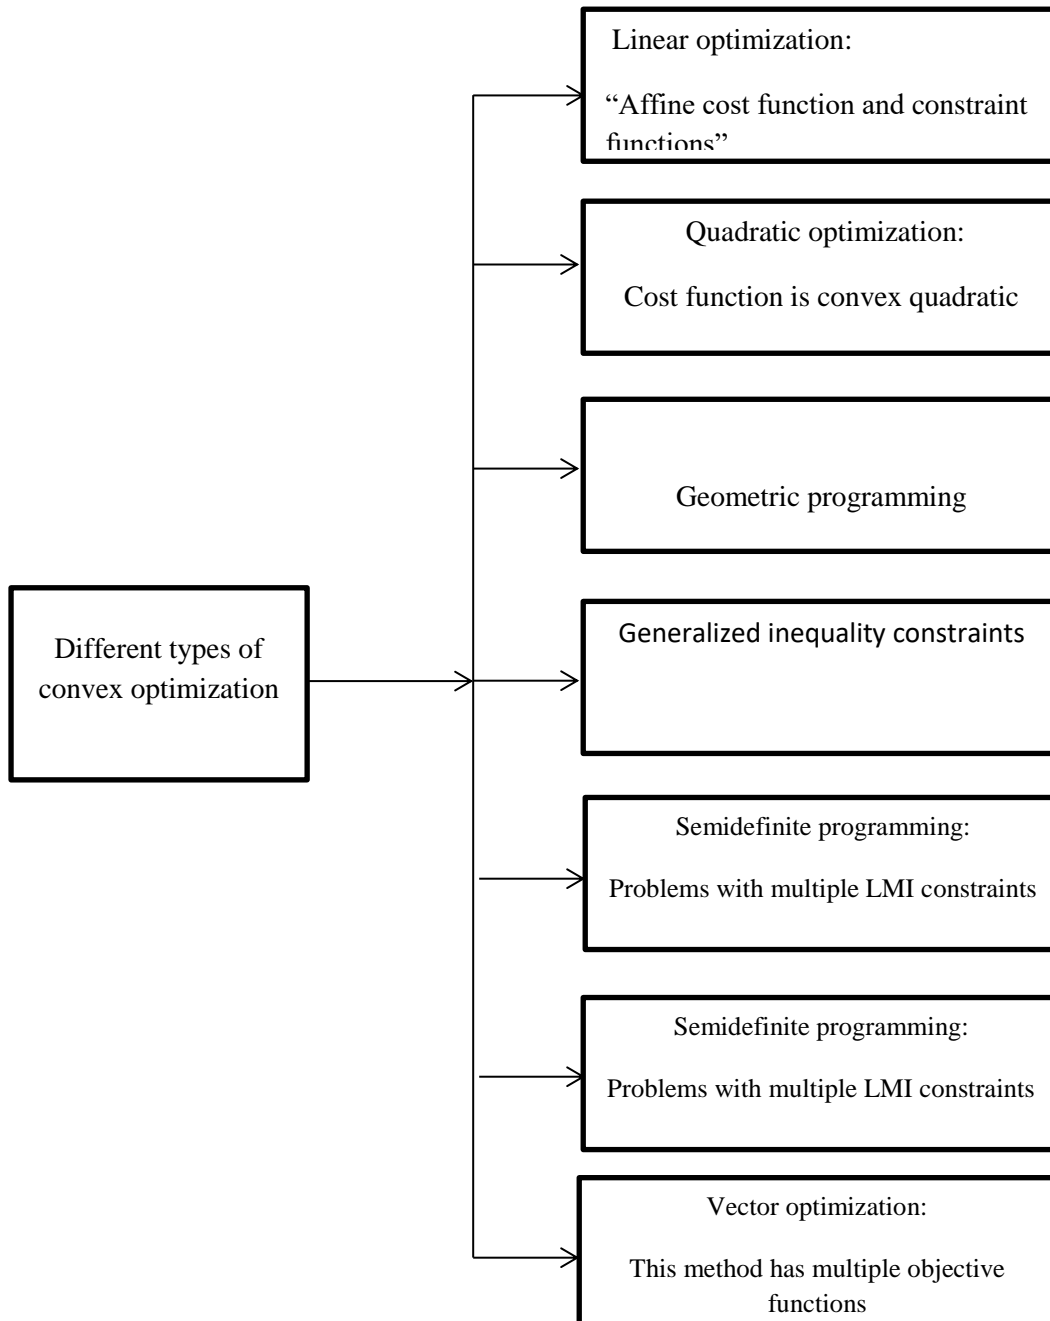 Linear optimization:
“Affine cost function and constraint
functions”
Quadratic optimization:
Cost function is convex quadratic
Geometric programming
Different types of
convex optimization
Generalized inequality constraints
Semidefinite programming:
Problems with multiple LMI constraints
Semidefinite programming:
Problems with multiple LMI constraints
Vector optimization:
This method has multiple objective
functions